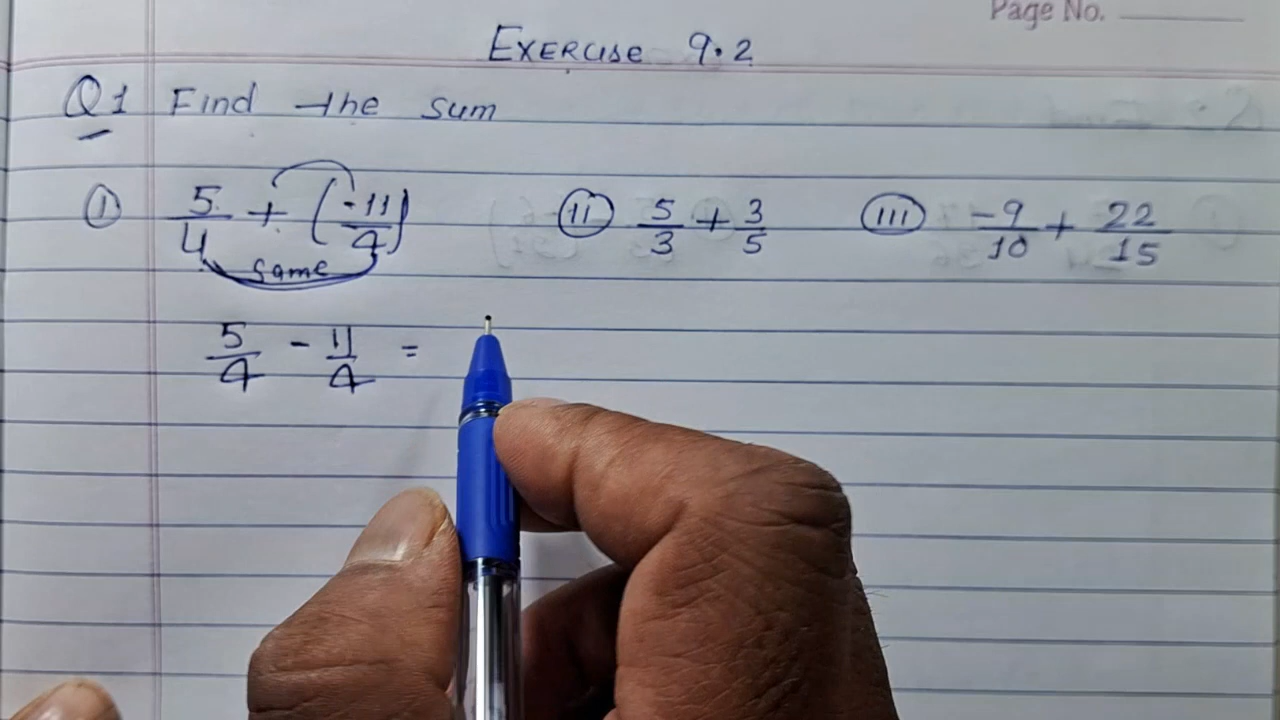 Page No.
Exercise 9.2
Q1 Find the sum
(i) 5/4 + (-11/4) (ii) 5/3 + 3/5 (iii) -9/10 + 22/15
same
5/4 - 11/4 =